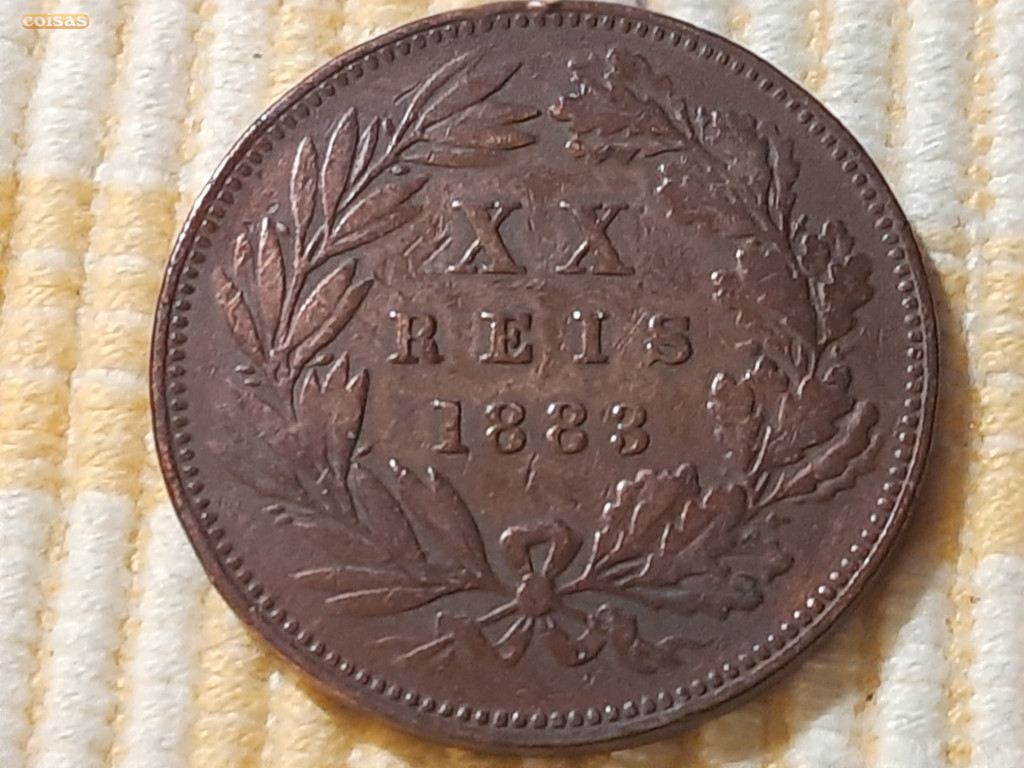 coisas
XX
REIS
1883